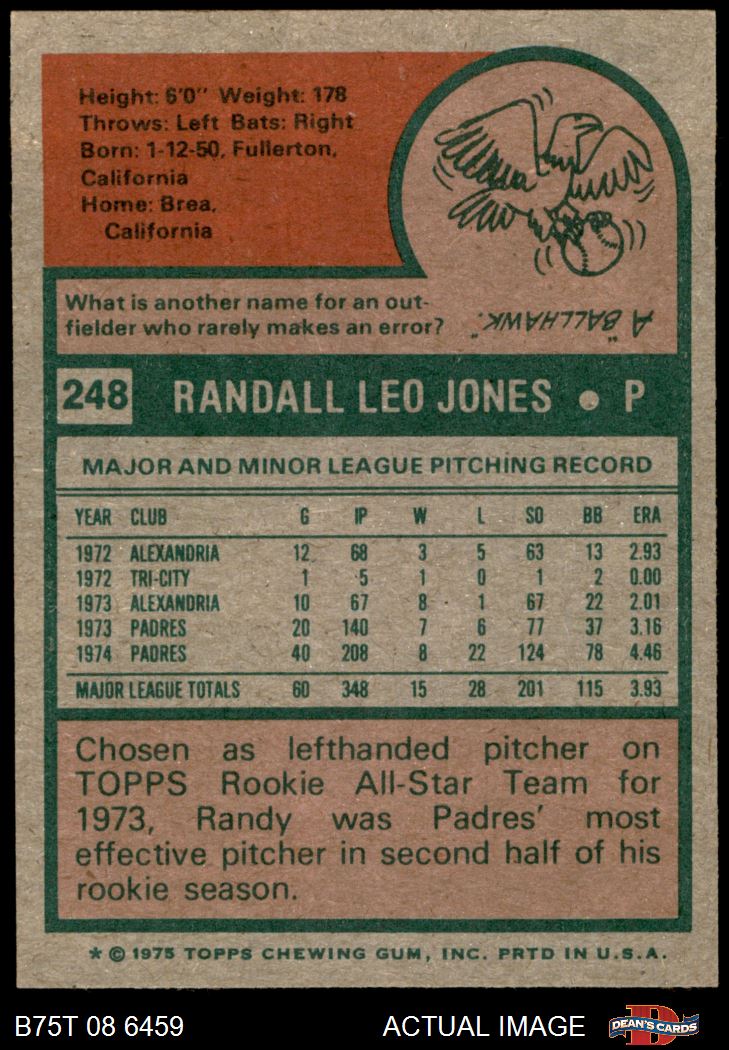 Height: 6'0" Weight: 178
Throws: Left Bats: Right
Born: 1-12-50, Fullerton,
California
Home: Brea,
California
What is another name for an out-
fielder who rarely makes an error?
A "BALLHAWK."
248 RANDALL LEO JONES • P
MAJOR AND MINOR LEAGUE PITCHING RECORD
YEAR CLUB G IP W L SO BB ERA
1972 ALEXANDRIA 12 68 3 5 63 13 2.93
1972 TRI-CITY 1 5 1 0 1 2 0.00
1973 ALEXANDRIA 10 67 8 1 67 22 2.01
1973 PADRES 20 140 7 6 77 37 3.16
1974 PADRES 40 208 8 22 124 78 4.46
MAJOR LEAGUE TOTALS 60 348 15 28 201 115 3.93
Chosen as lefthanded pitcher on
TOPPS Rookie All-Star Team for
1973, Randy was Padres' most
effective pitcher in second half of his
rookie season.
* © 1975 TOPPS CHEWING GUM, INC. PRTD IN U.S.A.
B75T 08 6459 ACTUAL IMAGE DEAN'S CARDS